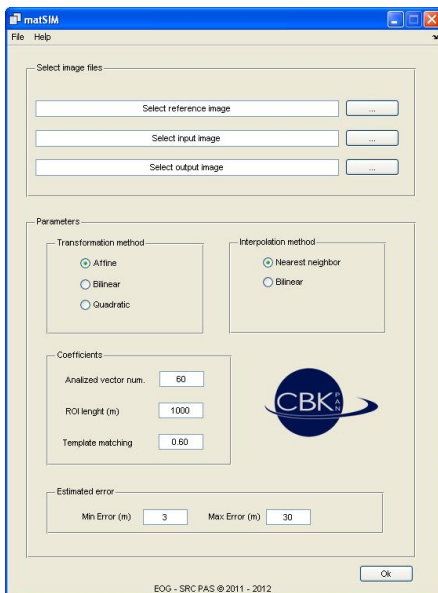 matSIM
File Help
Select image files
Select reference image ...
Select input image ...
Select output image ...
Parameters
Transformation method
Affine
Bilinear
Quadratic
Interpolation method
Nearest neighbor
Bilinear
Coefficients
Analized vector num. 60
ROI lenght (m) 1000
Template matching 0.60
CBK PAN
Estimated error
Min Error (m) 3 Max Error (m) 30
Ok
EOG - SRC PAS @ 2011 - 2012